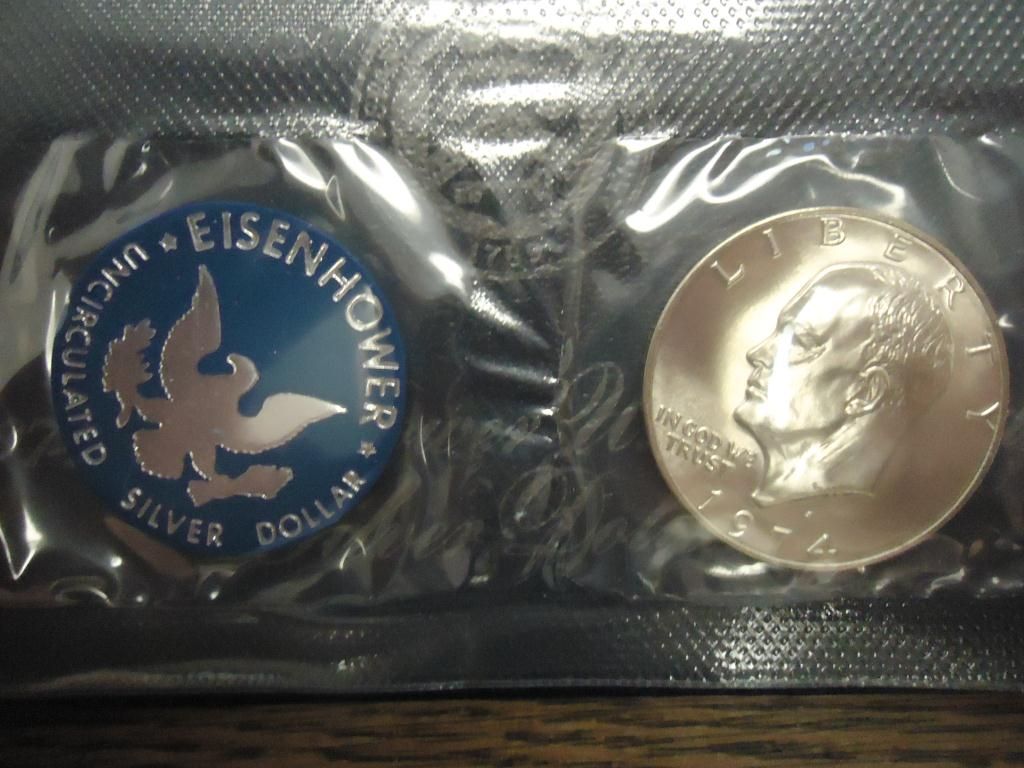 EISENHOWER
UNCIRCULATED
SILVER DOLLAR
LIBERTY
IN GOD WE
TRUST
1974